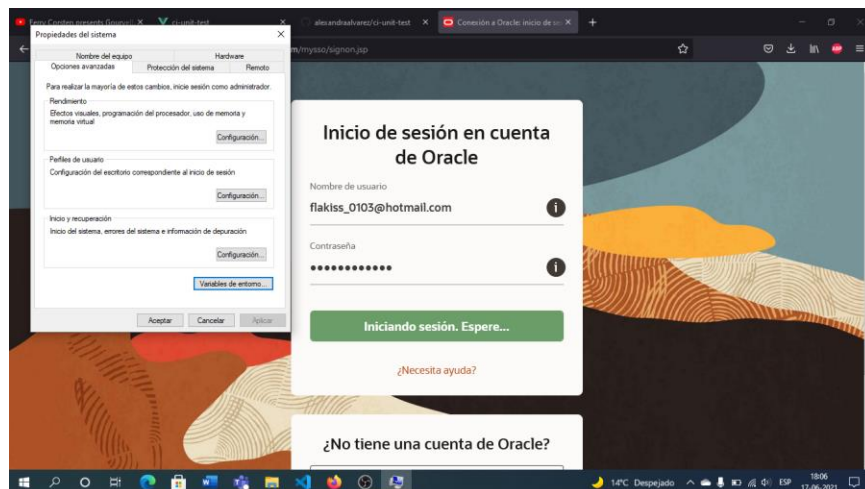 Ferry Corsten presents Gouryella
ci-unit-test
alexandraalvarez/ci-unit-test
Conexión a Oracle: inicio de se
m/mysso/signon.jsp
Propiedades del sistema
Nombre del equipo
Hardware
Opciones avanzadas
Protección del sistema
Remoto
Para realizar la mayoría de estos cambios, inicie sesión como administrador.
Rendimiento
Efectos visuales, programación del procesador, uso de memoria y
memoria virtual
Configuración...
Perfiles de usuario
Configuración del escritorio correspondiente al inicio de sesión
Configuración...
Inicio y recuperación
Inicio del sistema, errores del sistema e información de depuración
Configuración...
Variables de entorno...
Aceptar
Cancelar
Aplicar
Inicio de sesión en cuenta
de Oracle
Nombre de usuario
flakiss_0103@hotmail.com
Contraseña
Iniciando sesión. Espere...
¿Necesita ayuda?
¿No tiene una cuenta de Oracle?
14°C Despejado
ESP
18:06
17-06-2021